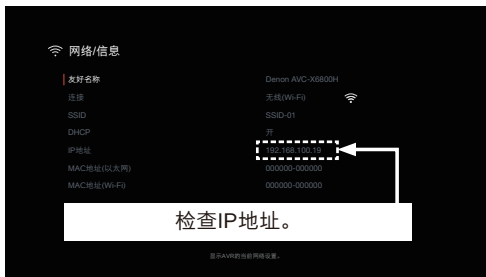 网络/信息
友好名称 Denon AVC-X6800H
连接 无线(Wi-Fi)
SSID SSID-01
DHCP 开
IP地址 192.168.100.19
MAC地址(以太网) 000000-000000
MAC地址(Wi-Fi) 000000-000000
检查IP地址。
显示AVR的当前网络设置。